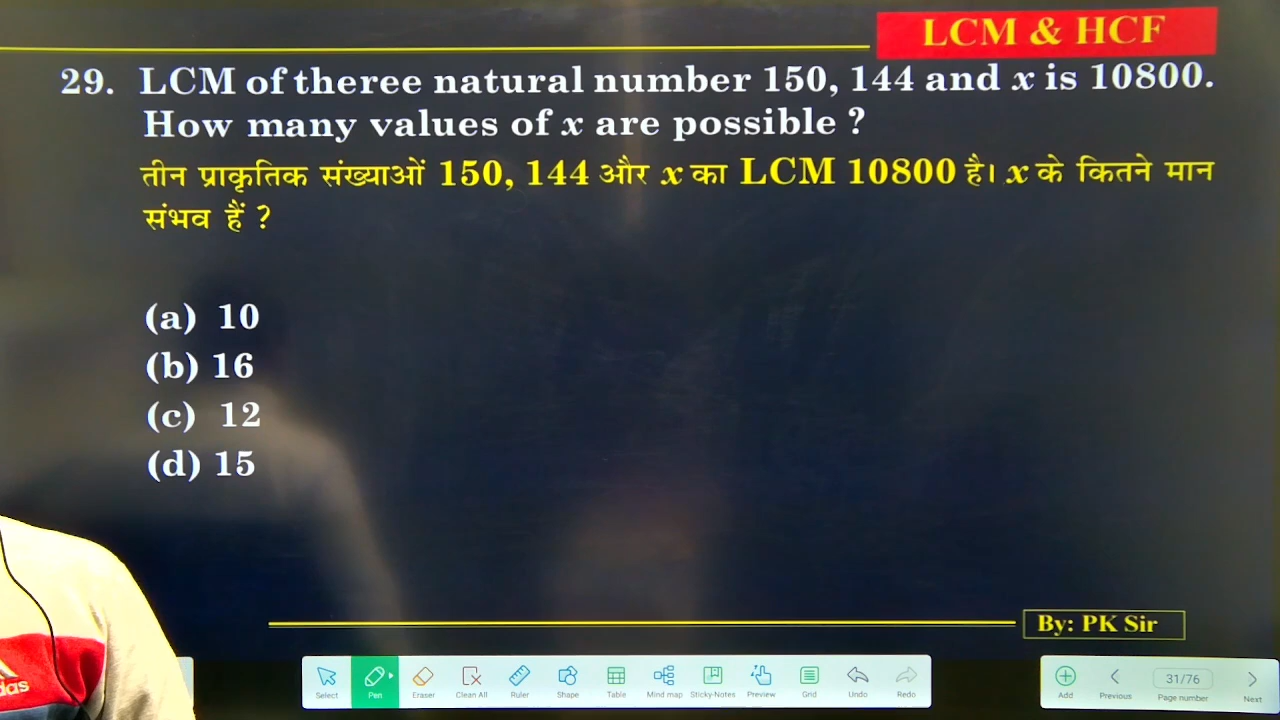 LCM & HCF
29. LCM of theree natural number 150, 144 and x is 10800.
How many values of x are possible ?
तीन प्राकृतिक संख्याओं 150, 144 और x का LCM 10800 है। x के कितने मान
संभव हैं ?
(a) 10
(b) 16
(c) 12
(d) 15
By: PK Sir
das
Select Pen Eraser Clean All Ruler Shape Table Mind map Sticky-Notes Preview Grid Undo Redo
Add Previous 31/76 Page number Next